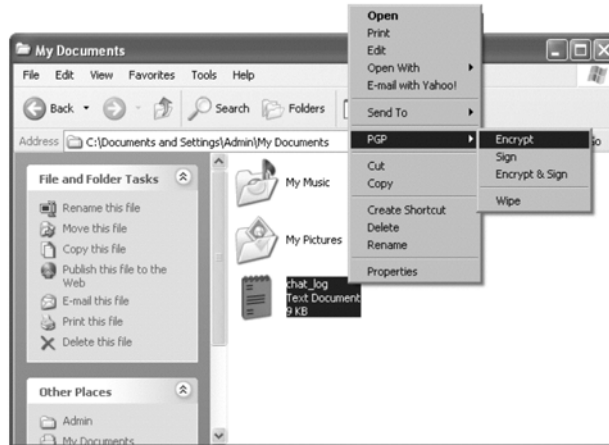 My Documents
File Edit View Favorites Tools Help
Back Search Folders
Address C:\Documents and Settings\Admin\My Documents
File and Folder Tasks
Rename this file
Move this file
Copy this file
Publish this file to the
Web
E-mail this file
Print this file
Delete this file
Other Places
Admin
My Documents
My Music
My Pictures
chat_log
Text Document
9 KB
Open
Print
Edit
Open With
E-mail with Yahoo!
Send To
PGP
Cut
Copy
Create Shortcut
Delete
Rename
Properties
Encrypt
Sign
Encrypt & Sign
Wipe